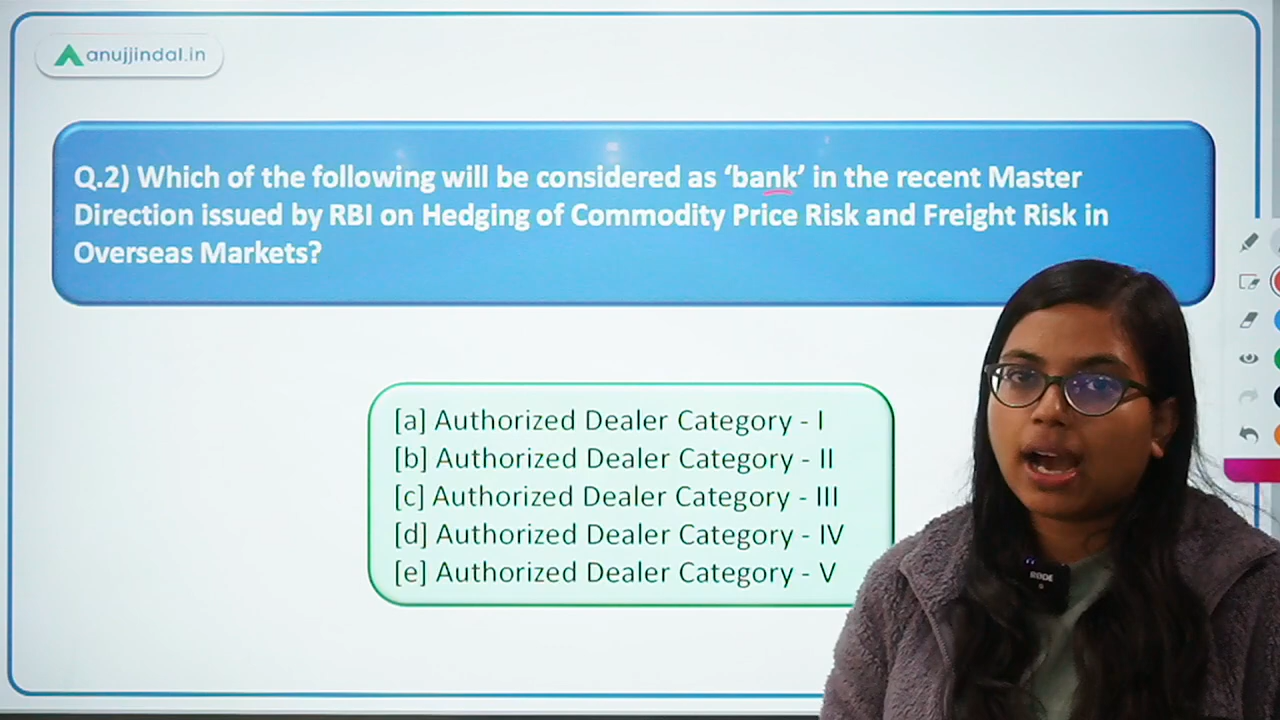 anujjindal.in
Q.2) Which of the following will be considered as ‘bank’ in the recent Master
Direction issued by RBI on Hedging of Commodity Price Risk and Freight Risk in
Overseas Markets?
[a] Authorized Dealer Category - I
[b] Authorized Dealer Category - II
[c] Authorized Dealer Category - III
[d] Authorized Dealer Category - IV
[e] Authorized Dealer Category - V
RODE